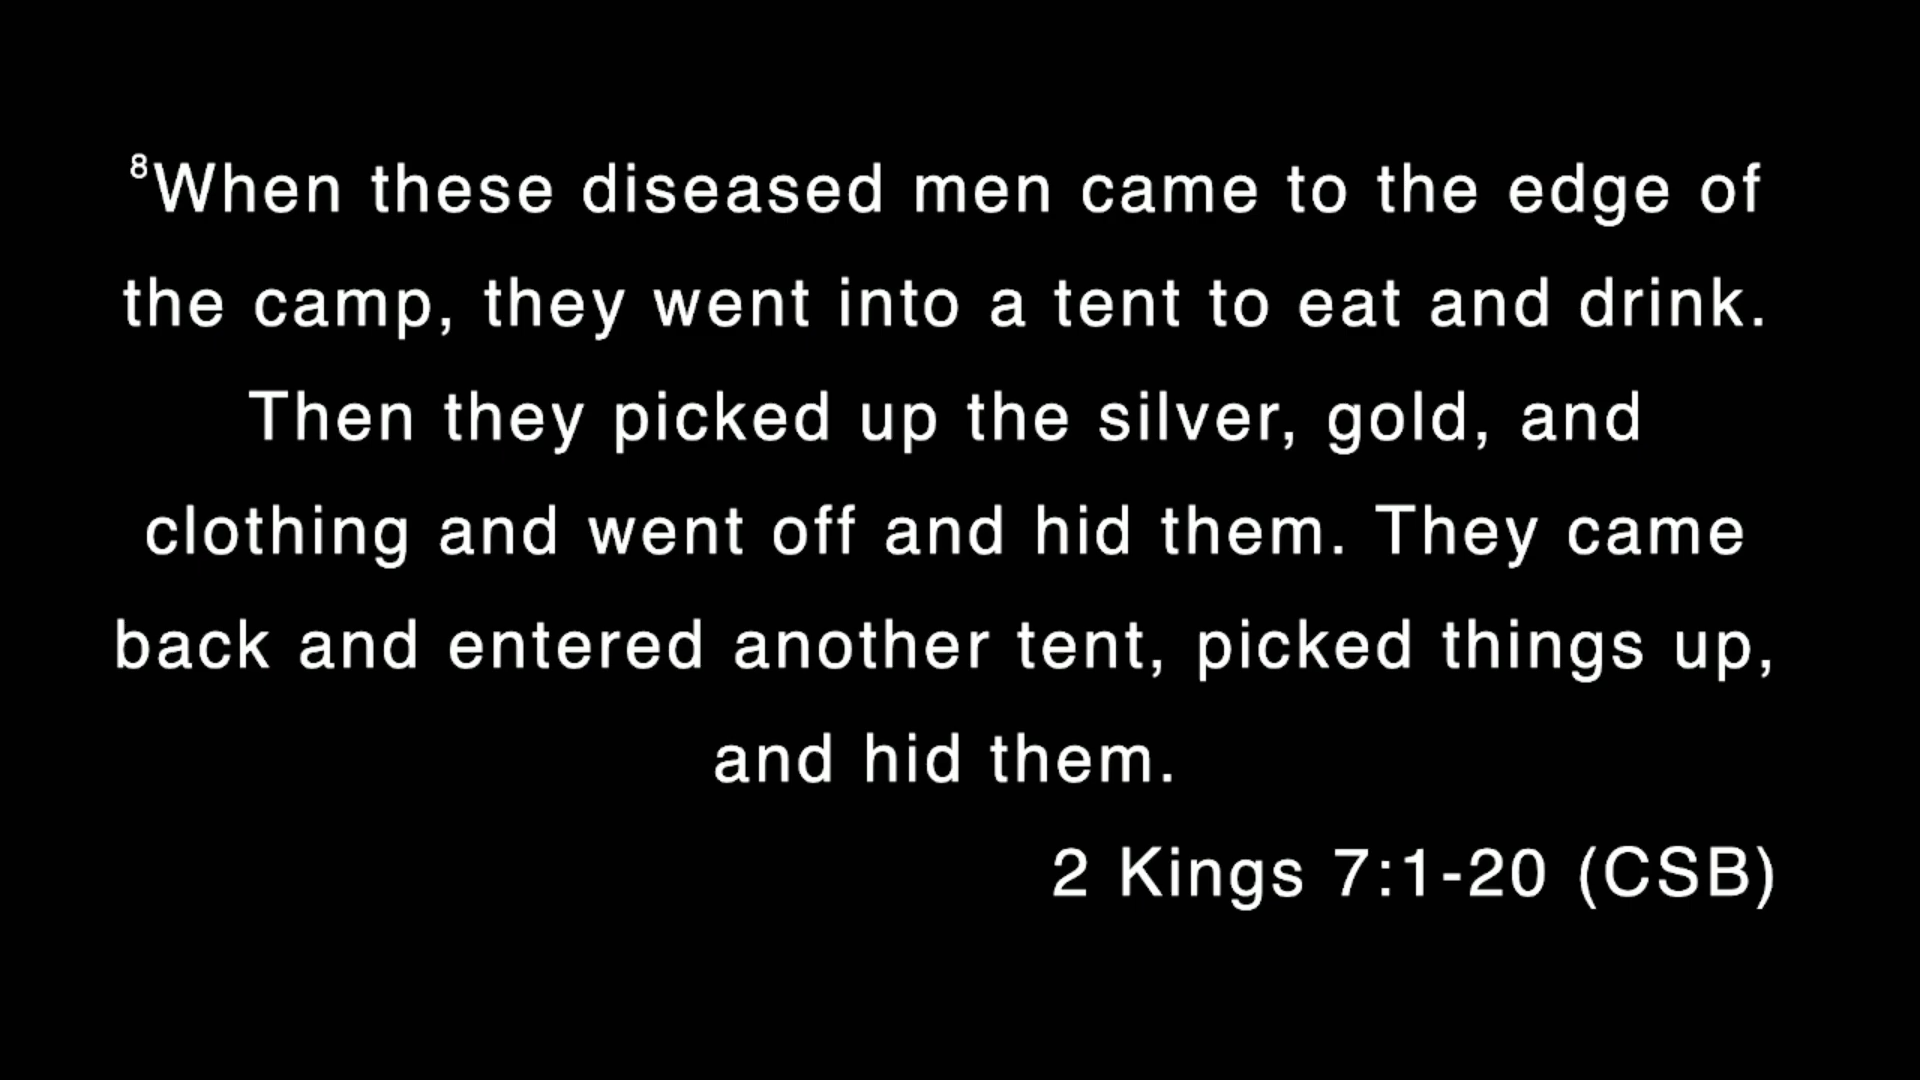 ⁸When these diseased men came to the edge of
the camp, they went into a tent to eat and drink.
Then they picked up the silver, gold, and
clothing and went off and hid them. They came
back and entered another tent, picked things up,
and hid them.
2 Kings 7:1-20 (CSB)